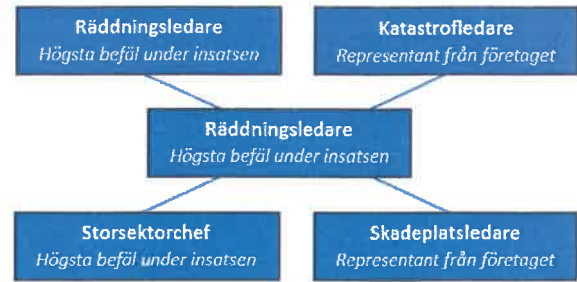 Räddningsledare
Högsta befäl under insatsen
Katastrofledare
Representant från företaget
Räddningsledare
Högsta befäl under insatsen
Storsektorchef
Högsta befäl under insatsen
Skadeplatsledare
Representant från företaget